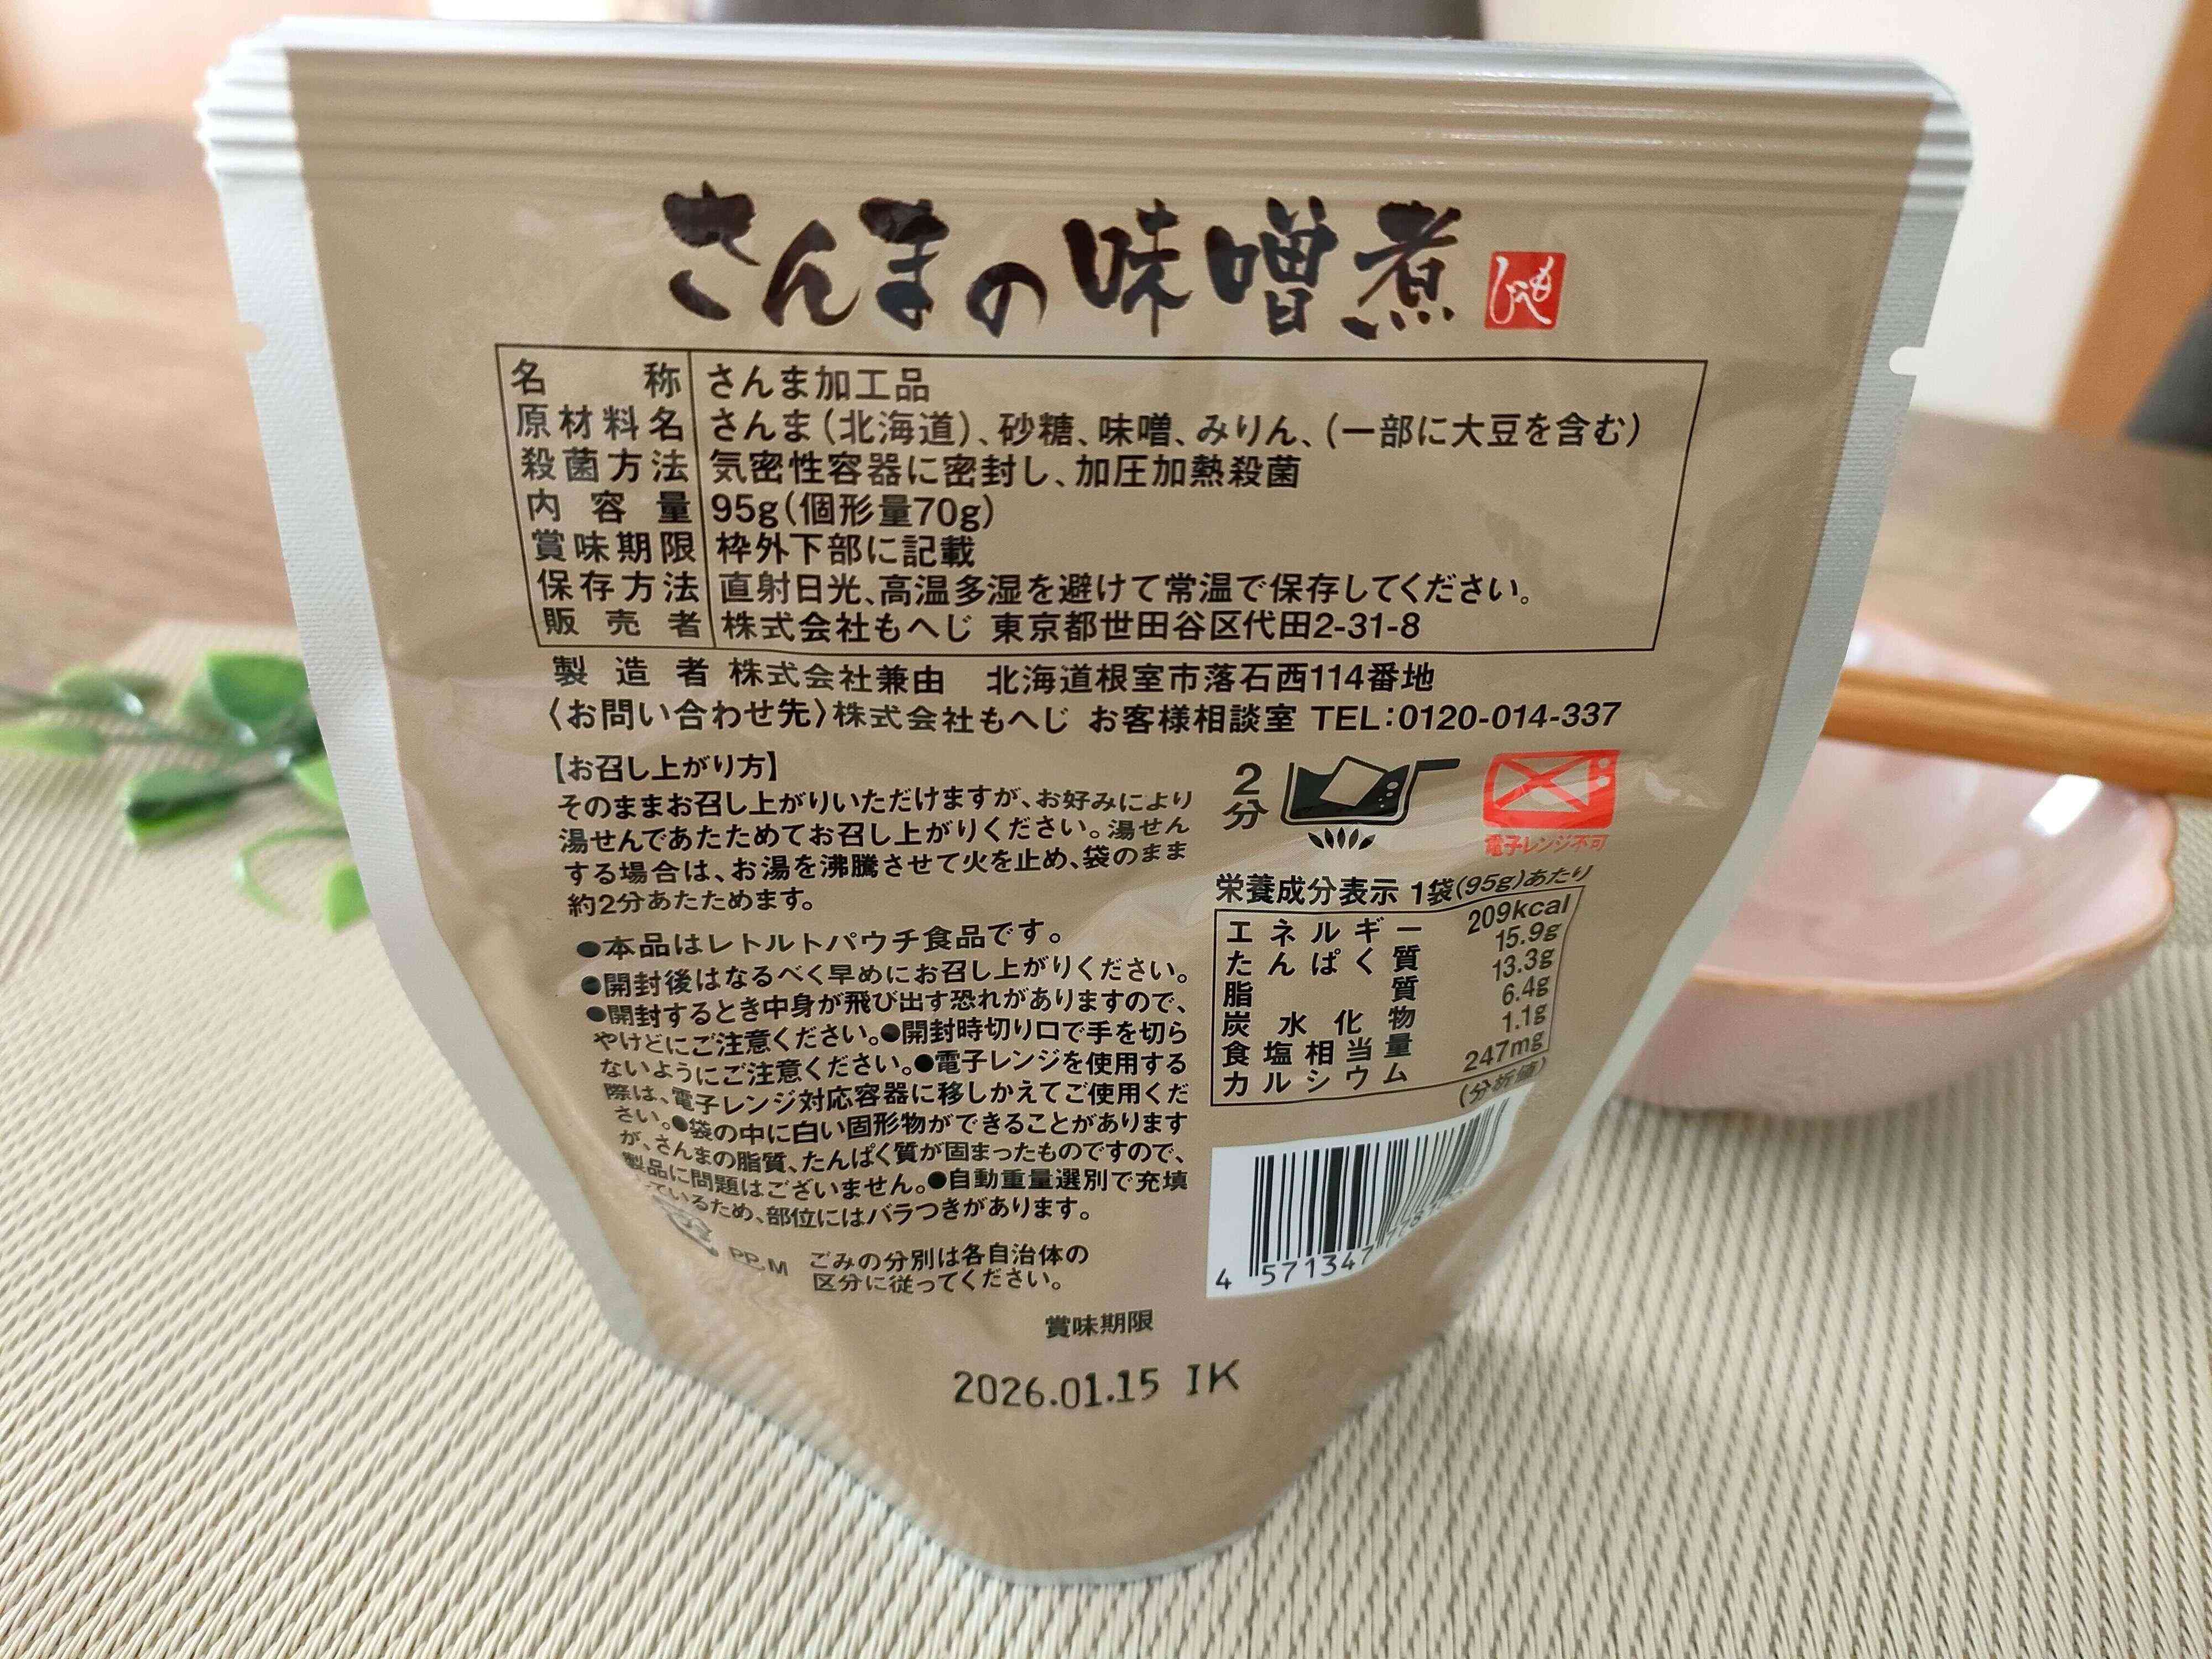 さんまの味噌煮 もへじ
名称 さんま加工品
原材料名 さんま(北海道)、砂糖、味噌、みりん、(一部に大豆を含む)
殺菌方法 気密性容器に密封し、加圧加熱殺菌
内容量 95g(個形量70g)
賞味期限 枠外下部に記載
保存方法 直射日光、高温多湿を避けて常温で保存してください。
販売者 株式会社もへじ 東京都世田谷区代田2-31-8
製造者 株式会社兼由 北海道根室市落石西114番地
〈お問い合わせ先〉株式会社もへじ お客様相談室 TEL:0120-014-337
【お召し上がり方】
そのままお召し上がりいただけますが、お好みにより
湯せんであたためてお召し上がりください。湯せん
する場合は、お湯を沸騰させて火を止め、袋のまま
約2分あたためます。
●本品はレトルトパウチ食品です。
●開封後はなるべく早めにお召し上がりください。
●開封するとき中身が飛び出す恐れがありますので、
やけどにご注意ください。●開封時切り口で手を切ら
ないようにご注意ください。●電子レンジを使用する
際は、電子レンジ対応容器に移しかえてご使用くだ
さい。●袋の中に白い固形物ができることがあります
が、さんまの脂質、たんぱく質が固まったものですので、
製品に問題はございません。●自動重量選別で充填
ているため、部位にはバラつきがあります。
PP,M ごみの分別は各自治体の
区分に従ってください。
2分
電子レンジ不可
栄養成分表示 1袋(95g)あたり
エネルギー 209kcal
たんぱく質 15.9g
脂質 13.3g
炭水化物 6.4g
食塩相当量 1.1g
カルシウム 247mg
(分析値)
4 571347
賞味期限
2026.01.15 IK